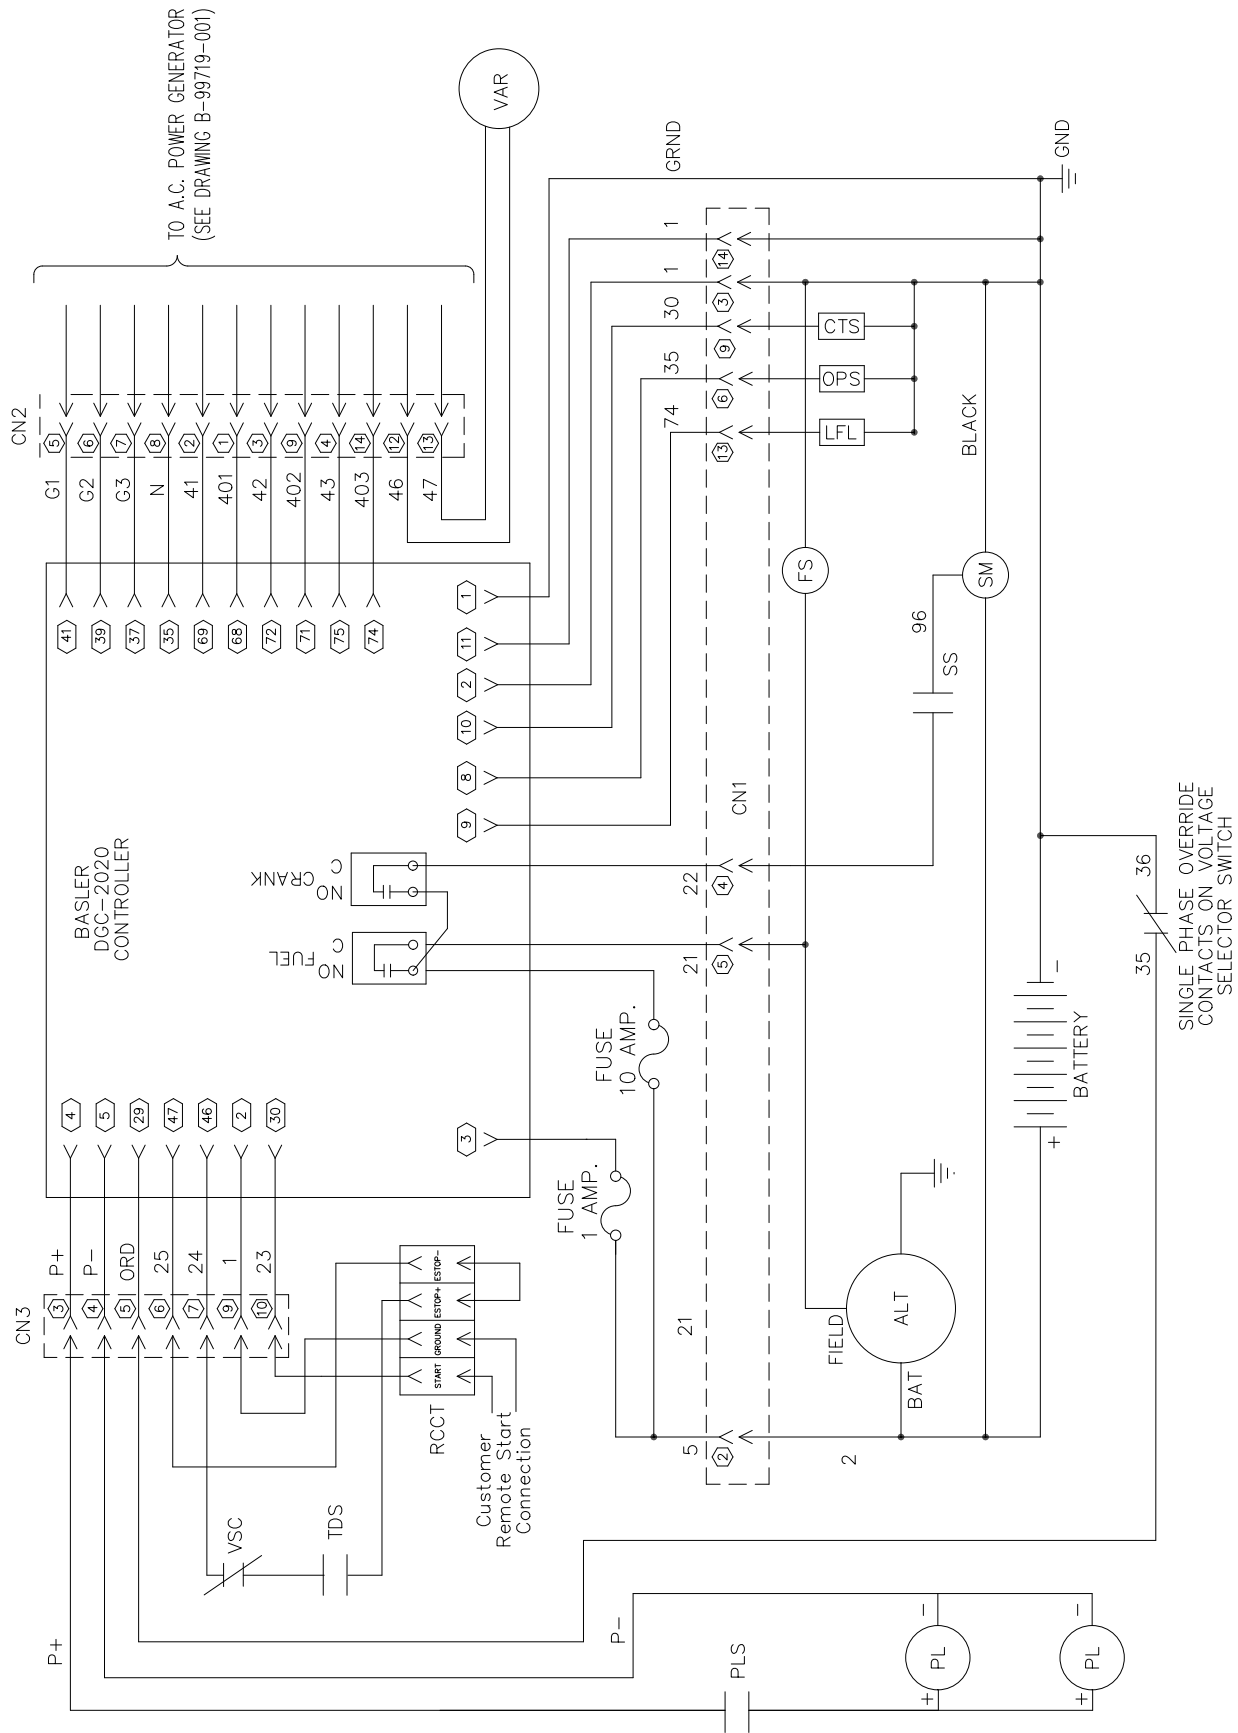 TO A.C. POWER GENERATOR
(SEE DRAWING B-99719-001)
VAR
CN2
5
6
7
8
2
1
3
9
4
14
12
13
G1
G2
G3
N
41
401
42
402
43
403
46
47
41
39
37
35
69
68
72
71
75
74
BASLER
DGC-2020
CONTROLLER
1
11
2
10
8
9
3
CRANK
NO
C
FUEL
NO
C
4
5
29
47
46
2
30
CN3
P+
P-
ORD
25
24
1
23
3
4
5
6
7
9
10
GRND
1
1
30
35
74
22
21
21
5
14
3
9
6
13
4
5
2
CN1
CTS
OPS
LFL
GND
BLACK
FS
SM
96
SS
FUSE
10 AMP.
FUSE
1 AMP.
FIELD
ALT
BAT
2
+
BATTERY
-
35
36
SINGLE PHASE OVERRIDE
CONTACTS ON VOLTAGE
SELECTOR SWITCH
START
GROUND
ESTOP+
ESTOP-
RCCT
Customer
Remote Start
Connection
VSC
TDS
P+
P-
PLS
+
PL
-
+
PL
-